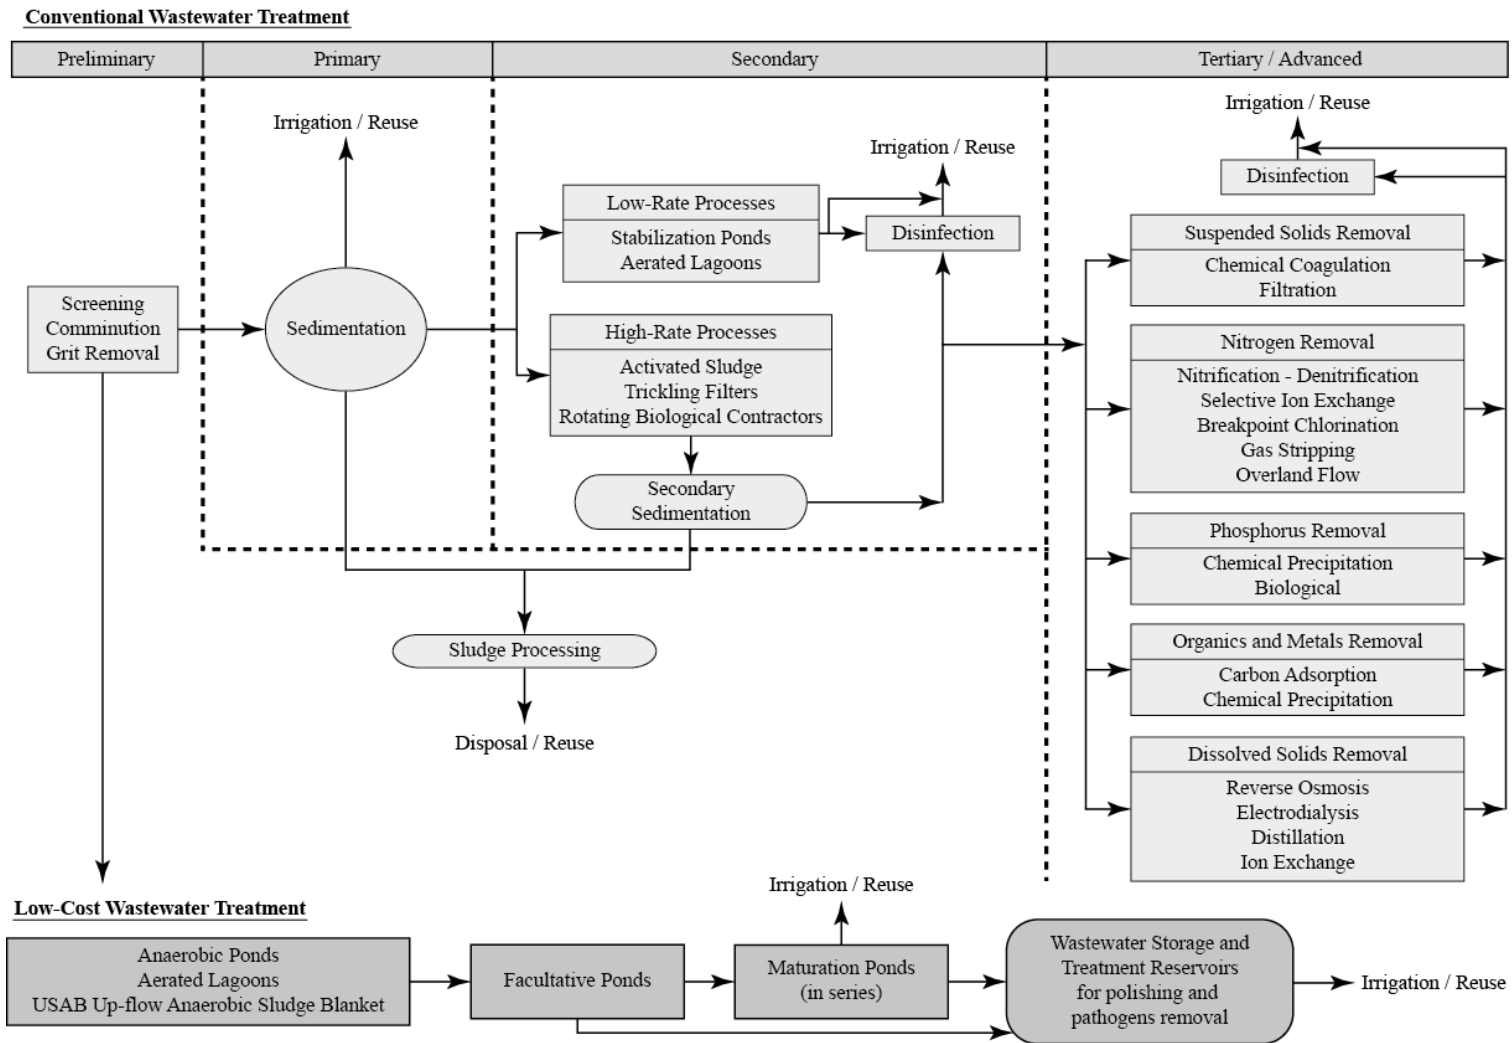 Conventional Wastewater Treatment
Preliminary
Primary
Secondary
Tertiary / Advanced
Irrigation / Reuse
Irrigation / Reuse
Irrigation / Reuse
Disinfection
Screening
Comminution
Grit Removal
Sedimentation
Low-Rate Processes
Stabilization Ponds
Aerated Lagoons
Disinfection
High-Rate Processes
Activated Sludge
Trickling Filters
Rotating Biological Contractors
Secondary
Sedimentation
Sludge Processing
Disposal / Reuse
Suspended Solids Removal
Chemical Coagulation
Filtration
Nitrogen Removal
Nitrification - Denitrification
Selective Ion Exchange
Breakpoint Chlorination
Gas Stripping
Overland Flow
Phosphorus Removal
Chemical Precipitation
Biological
Organics and Metals Removal
Carbon Adsorption
Chemical Precipitation
Dissolved Solids Removal
Reverse Osmosis
Electrodialysis
Distillation
Ion Exchange
Low-Cost Wastewater Treatment
Anaerobic Ponds
Aerated Lagoons
USAB Up-flow Anaerobic Sludge Blanket
Facultative Ponds
Irrigation / Reuse
Maturation Ponds
(in series)
Wastewater Storage and
Treatment Reservoirs
for polishing and
pathogens removal
Irrigation / Reuse